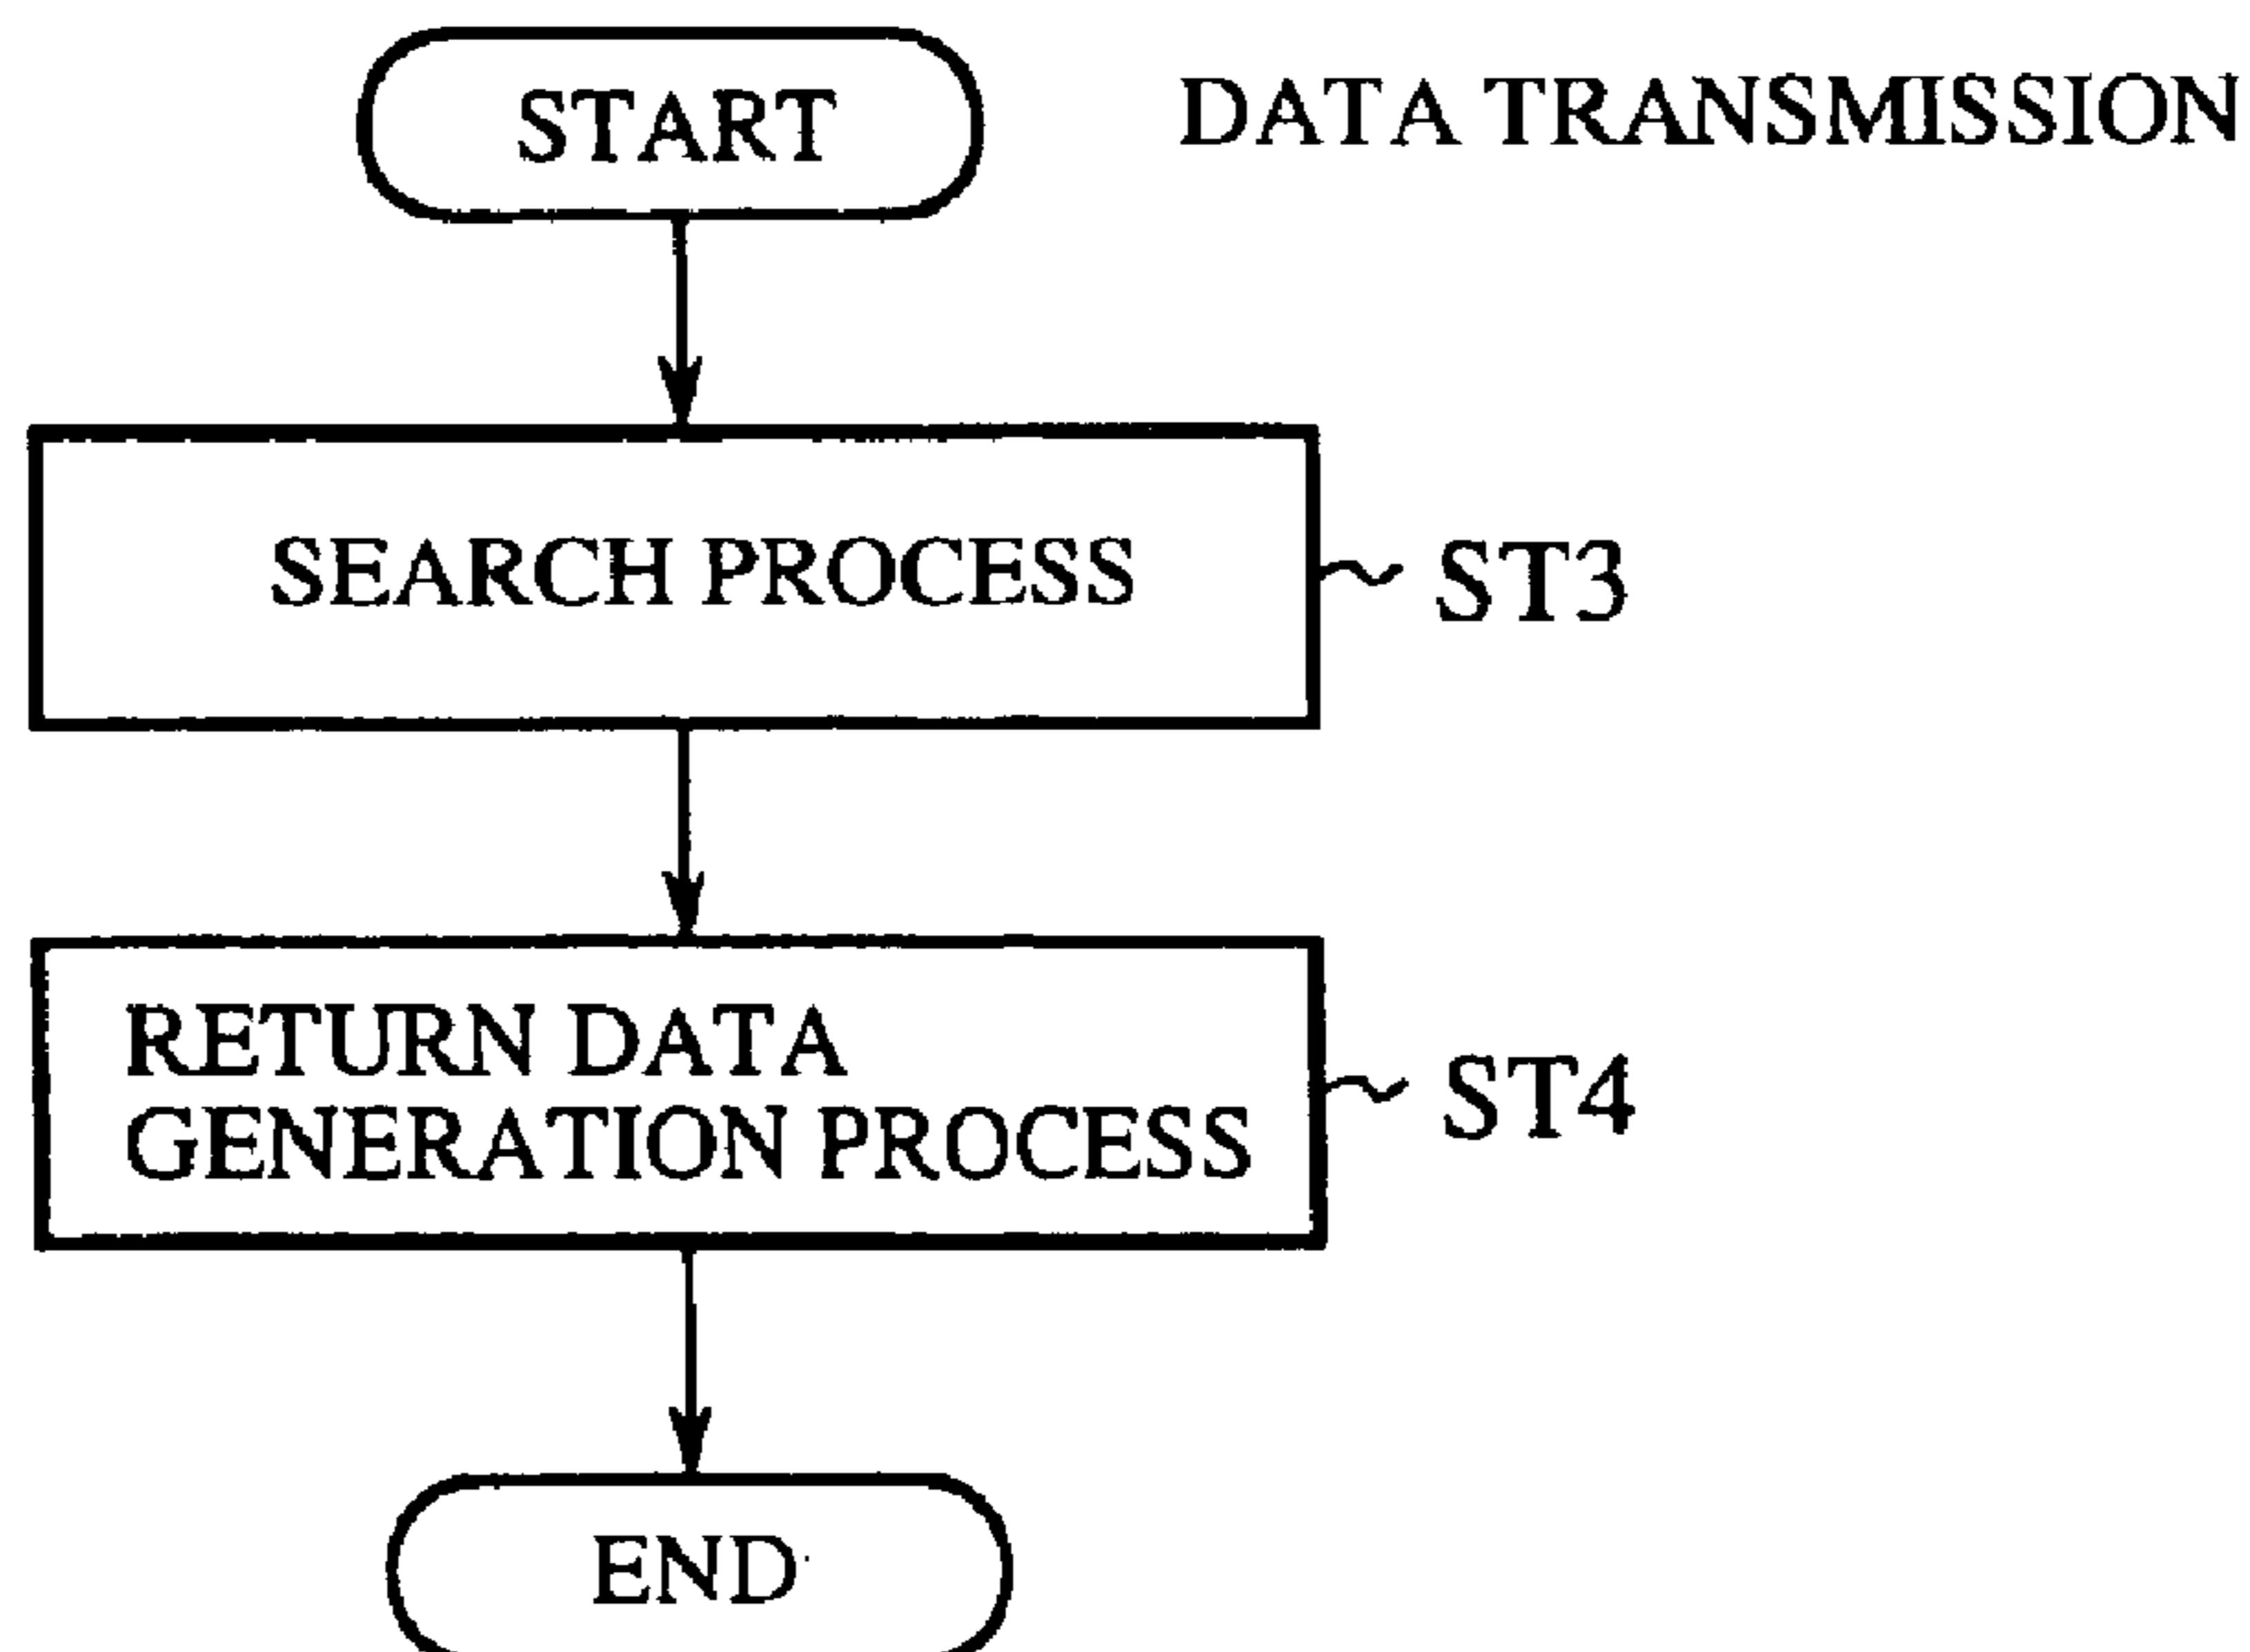 START
DATA TRANSMISSION
SEARCH PROCESS
ST3
RETURN DATA
GENERATION PROCESS
ST4
END